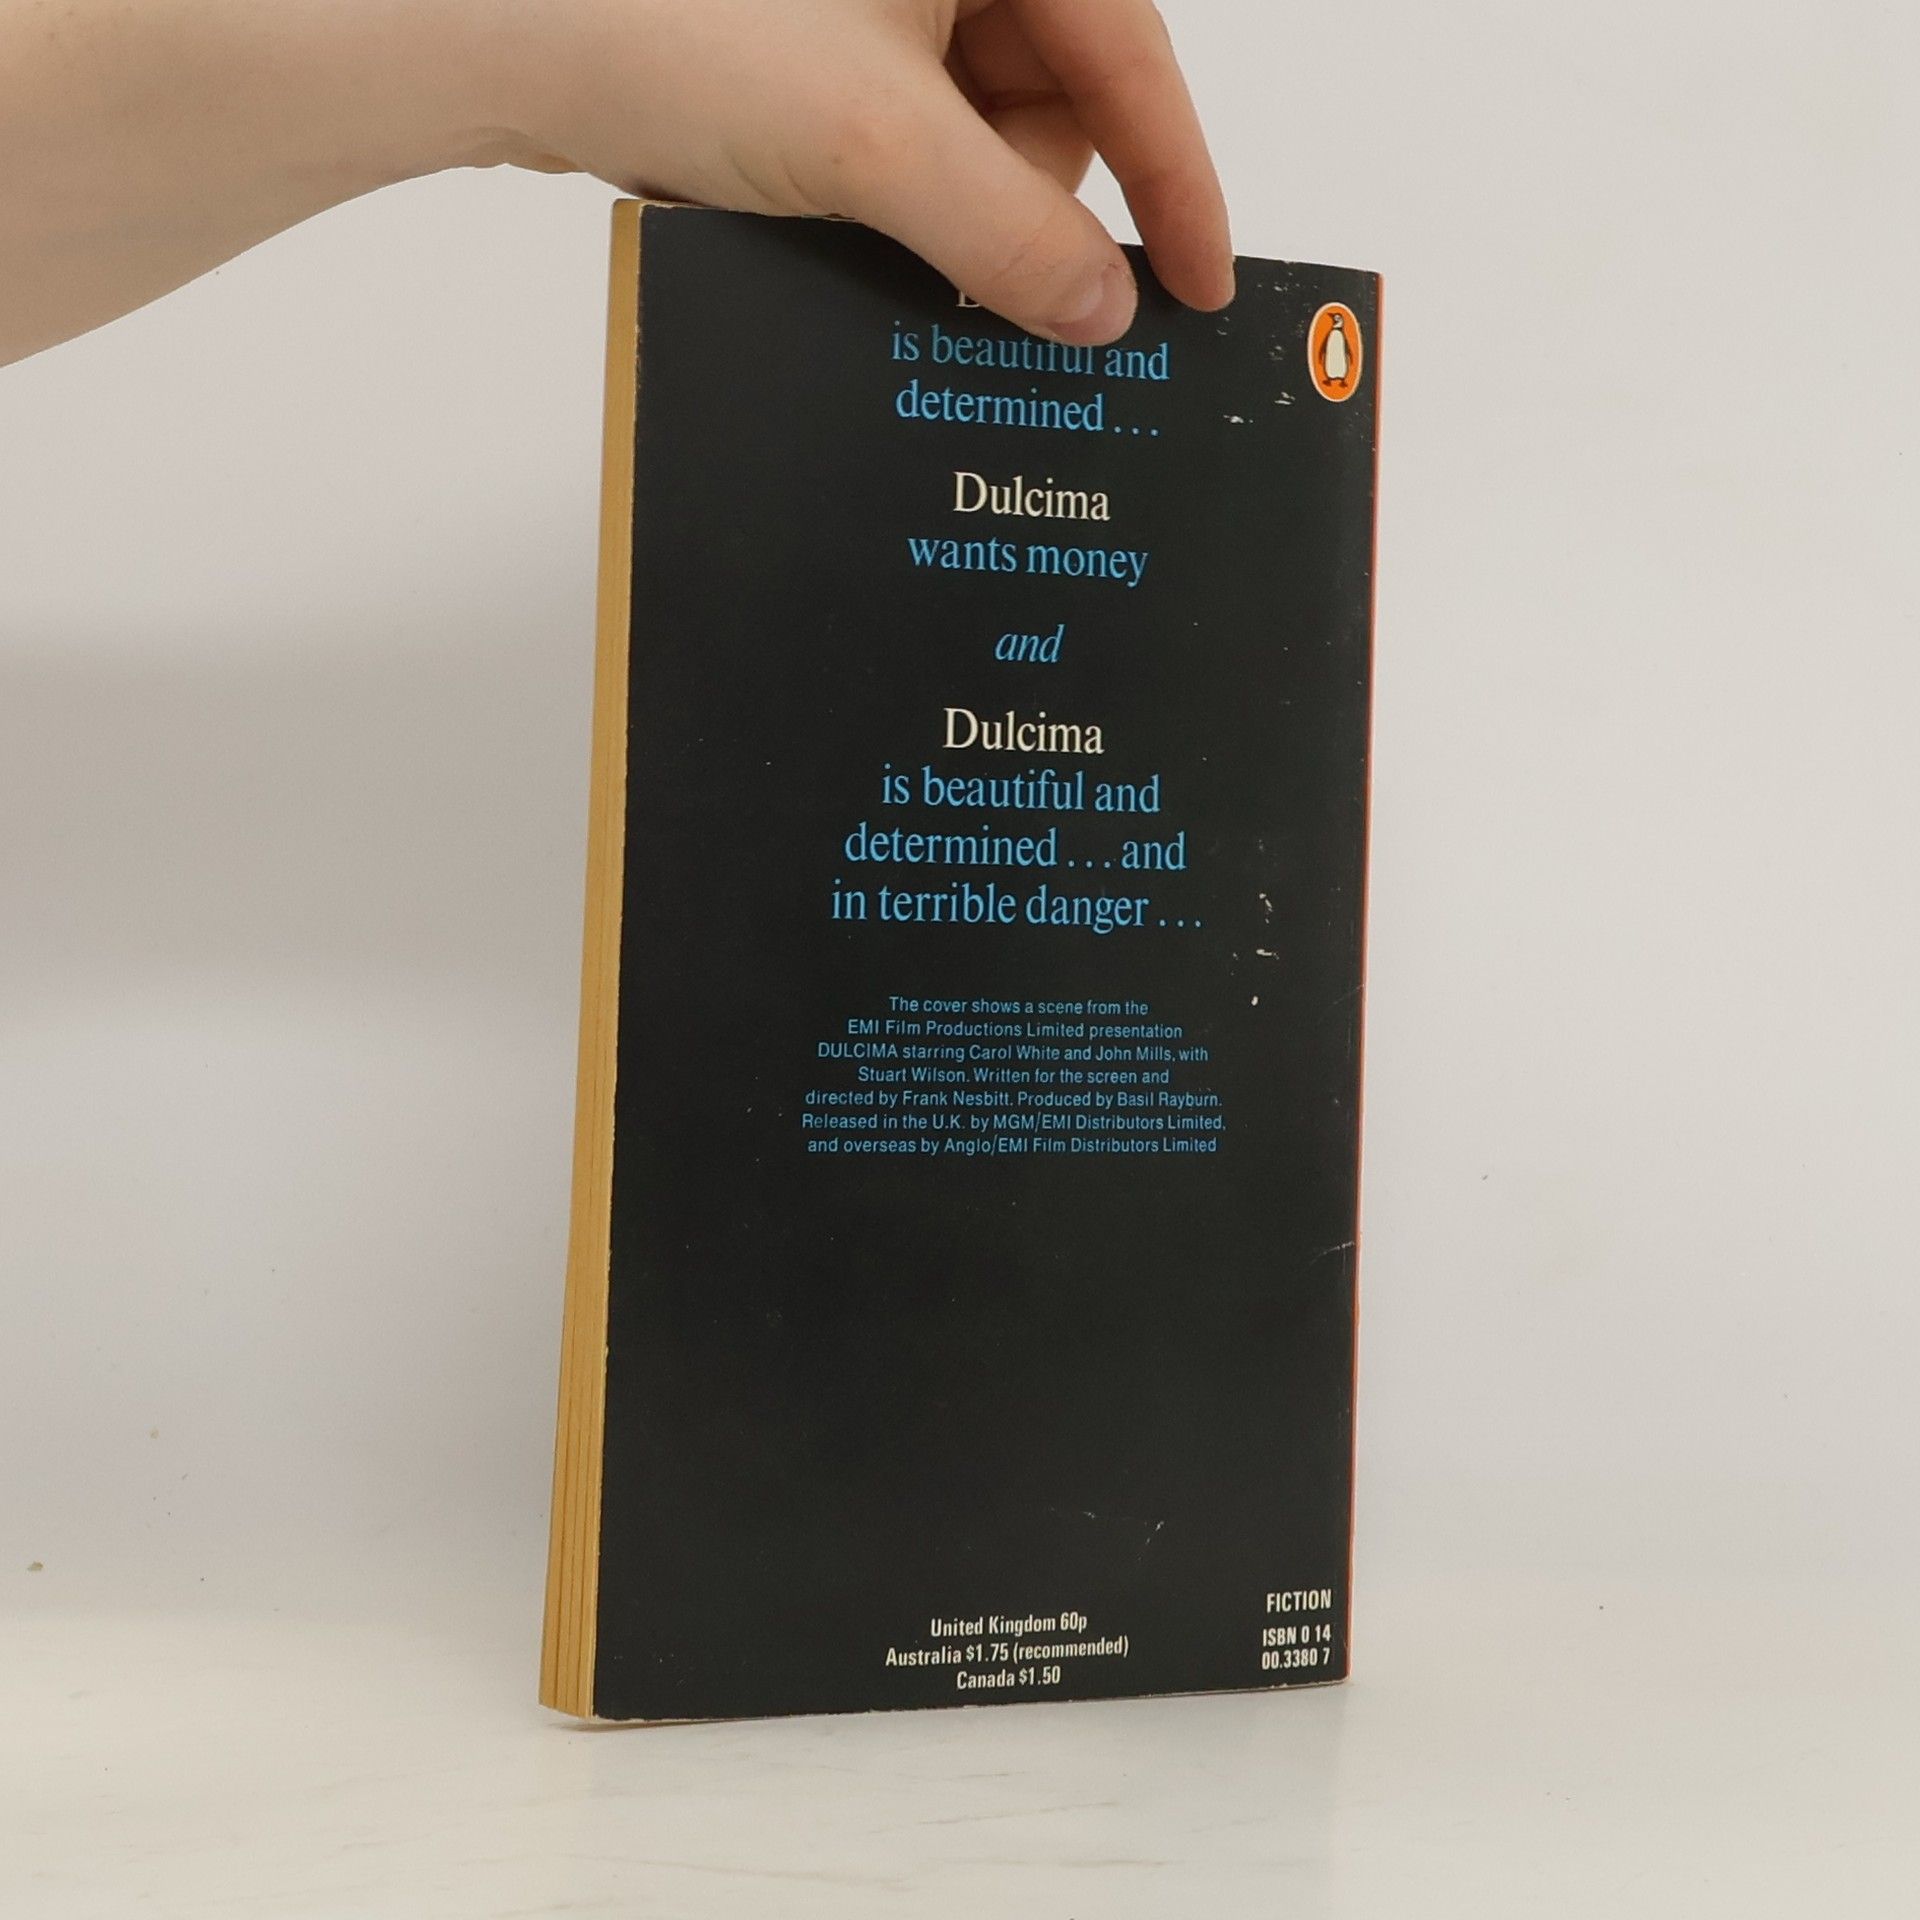 is beautiful and
determined...
Dulcima
wants money
and
Dulcima
is beautiful and
determined... and
in terrible danger...
The cover shows a scene from the
EMI Film Productions Limited presentation
DULCIMA starring Carol White and John Mills, with
Stuart Wilson. Written for the screen and
directed by Frank Nesbitt. Produced by Basil Rayburn.
Released in the U.K. by MGM/EMI Distributors Limited,
and overseas by Anglo/EMI Film Distributors Limited
United Kingdom 60p
Australia $1.75 (recommended)
Canada $1.50
FICTION
ISBN 0 14
00.3380 7